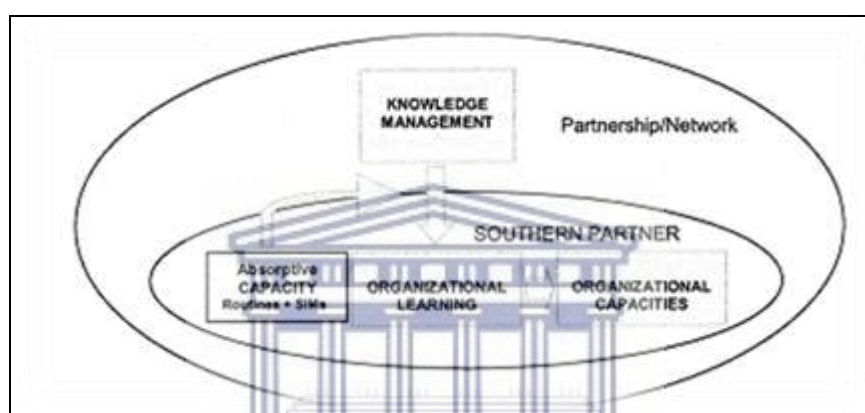 KNOWLEDGE
MANAGEMENT
Partnership/Network
SOUTHERN PARTNER
Absorptive
CAPACITY
Routines + SIMs
ORGANIZATIONAL
LEARNING
ORGANIZATIONAL
CAPACITIES